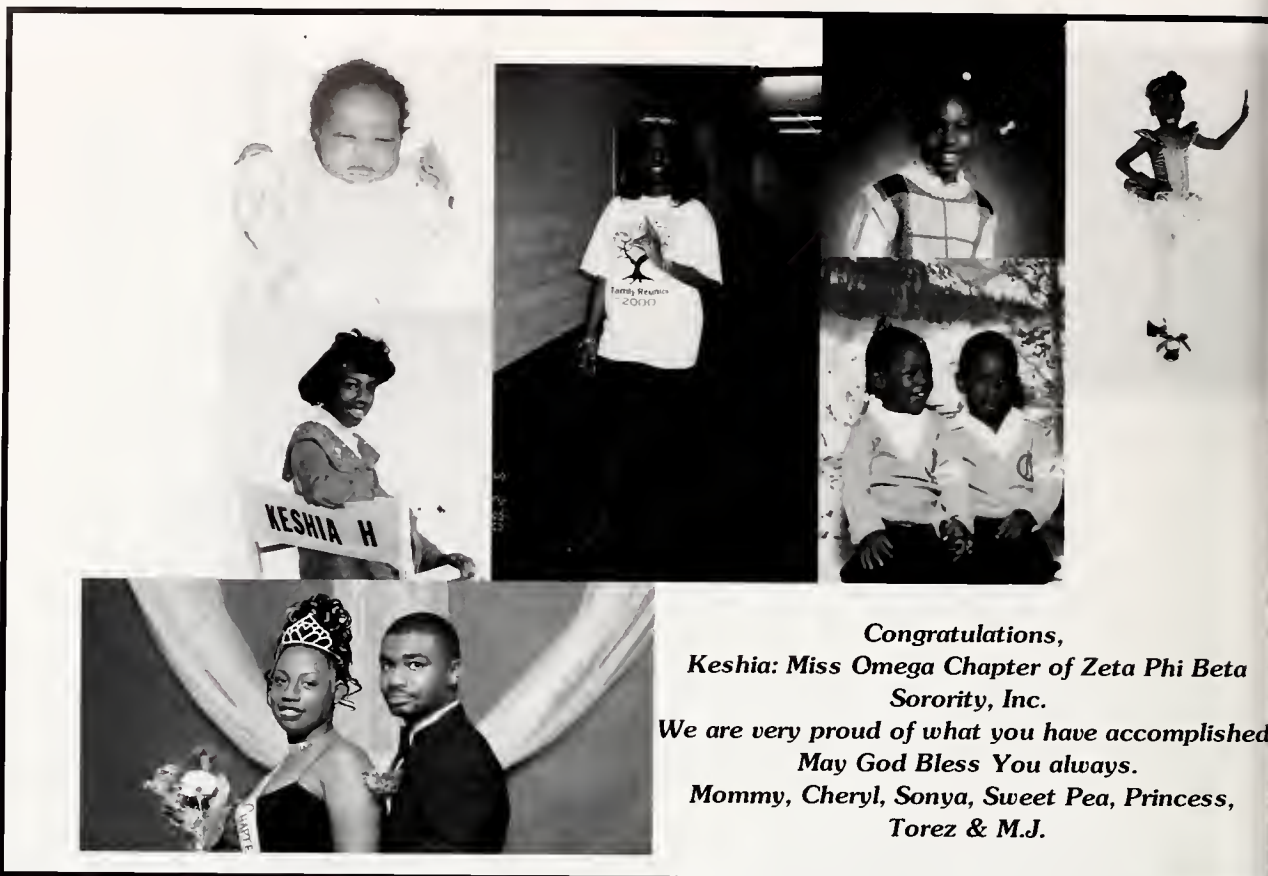 Family Reunion
2000
KESHIA H
CHAPTE
Congratulations,
Keshia: Miss Omega Chapter of Zeta Phi Beta
Sorority, Inc.
We are very proud of what you have accomplished
May God Bless You always.
Mommy, Cheryl, Sonya, Sweet Pea, Princess,
Torez & M.J.